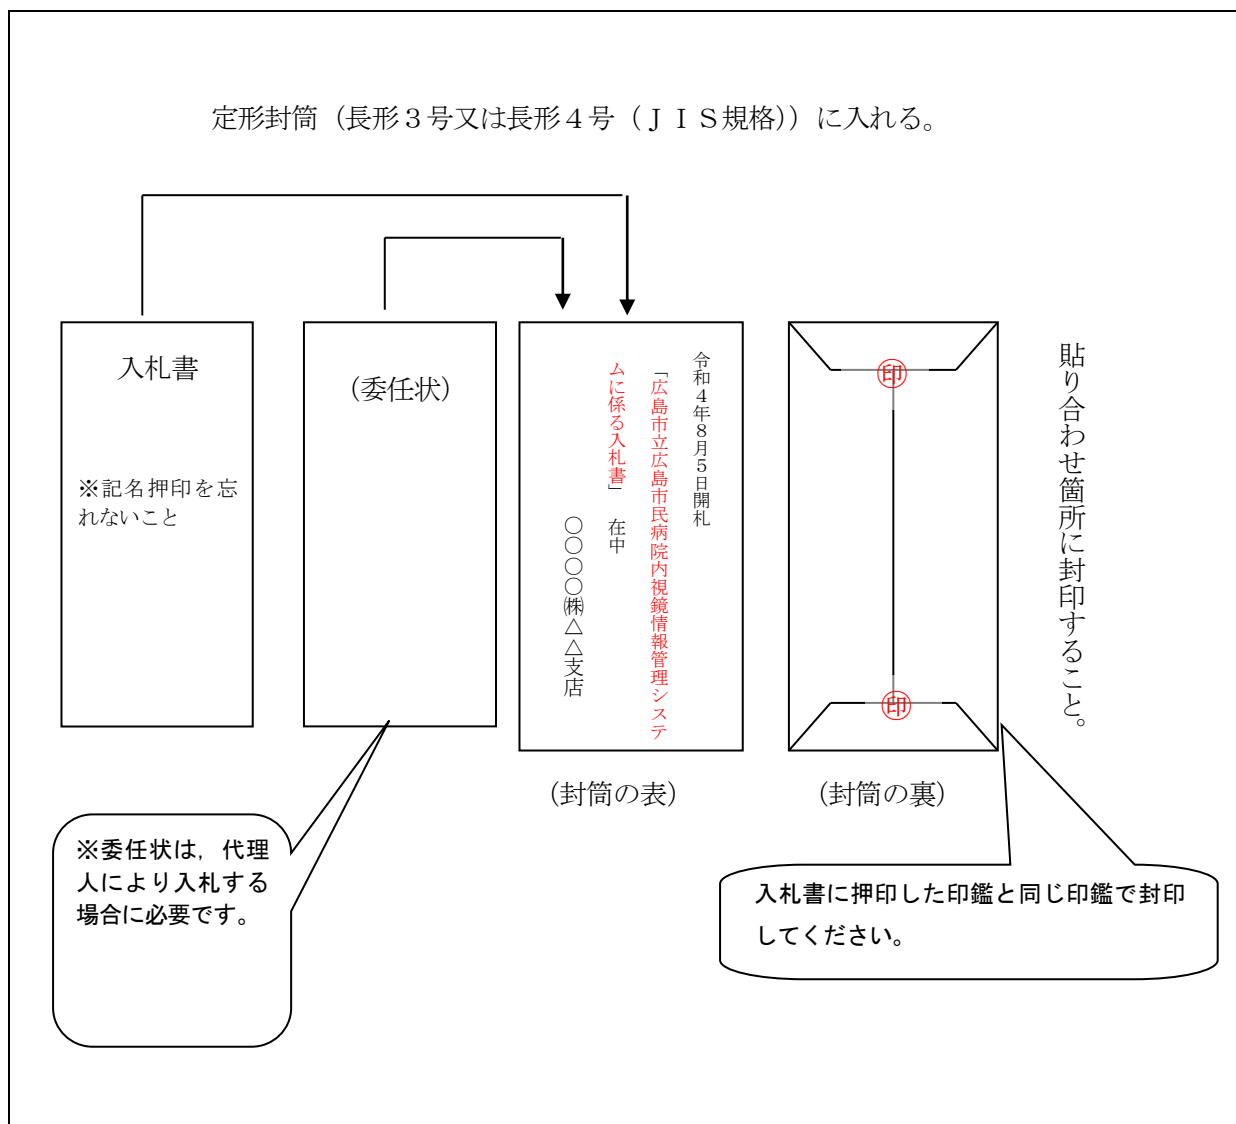 定形封筒（長形３号又は長形４号（ＪＩＳ規格））に入れる。
入札書
※記名押印を忘
れないこと
（委任状）
令和４年８月５日開札
「広島市立広島市民病院内視鏡情報管理システ
ムに係る入札書」　在中
〇〇〇〇㈱△△支店
印
印
貼り合わせ箇所に封印すること。
（封筒の表）
（封筒の裏）
※委任状は，代理
人により入札する
場合に必要です。
入札書に押印した印鑑と同じ印鑑で封印
してください。